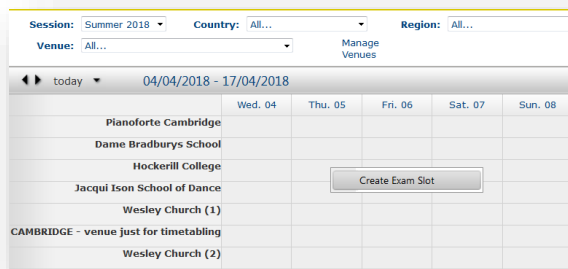 Session: Summer 2018 Country: All... Region: All...
Venue: All... Manage Venues
today 04/04/2018 - 17/04/2018
Wed. 04 Thu. 05 Fri. 06 Sat. 07 Sun. 08
Pianoforte Cambridge
Dame Bradburys School
Hockerill College
Create Exam Slot
Jacqui Ison School of Dance
Wesley Church (1)
CAMBRIDGE - venue just for timetabling
Wesley Church (2)